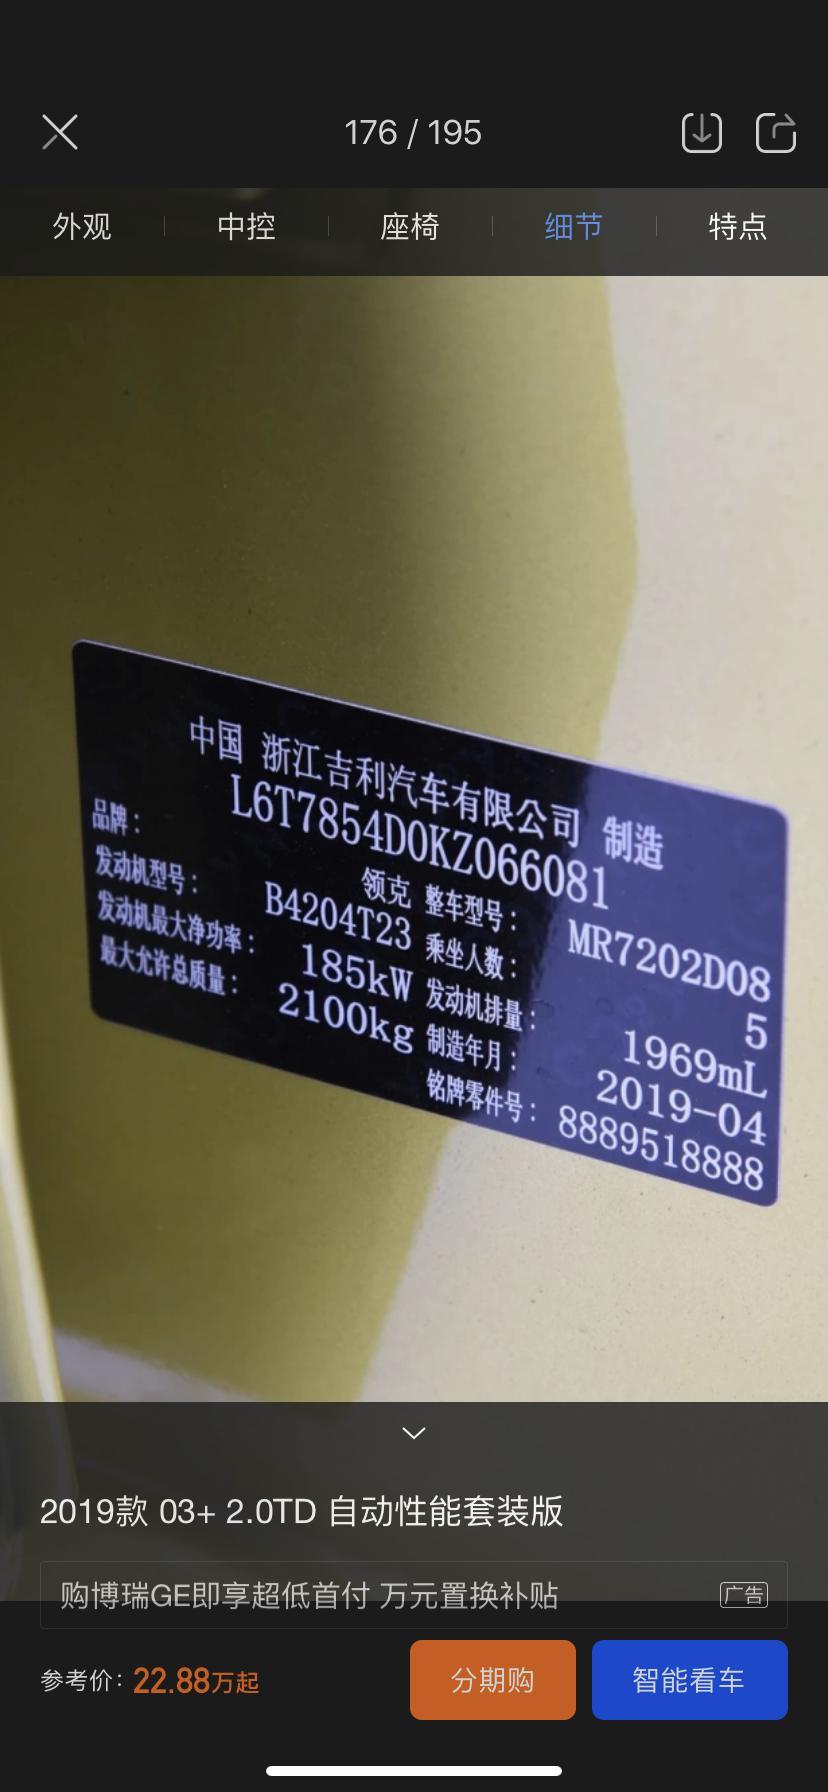 176 / 195
外观 中控 座椅 细节 特点
中国 浙江吉利汽车有限公司 制造
L6T7854D0KZ066081
品牌： 领克 整车型号： MR7202D08
发动机型号： B4204T23 乘坐人数： 5
发动机最大净功率： 185kW 发动机排量： 1969mL
最大允许总质量： 2100kg 制造年月： 2019-04
铭牌零件号： 8889518888
2019款 03+ 2.0TD 自动性能套装版
购博瑞GE即享超低首付 万元置换补贴 广告
参考价：22.88万起 分期购 智能看车